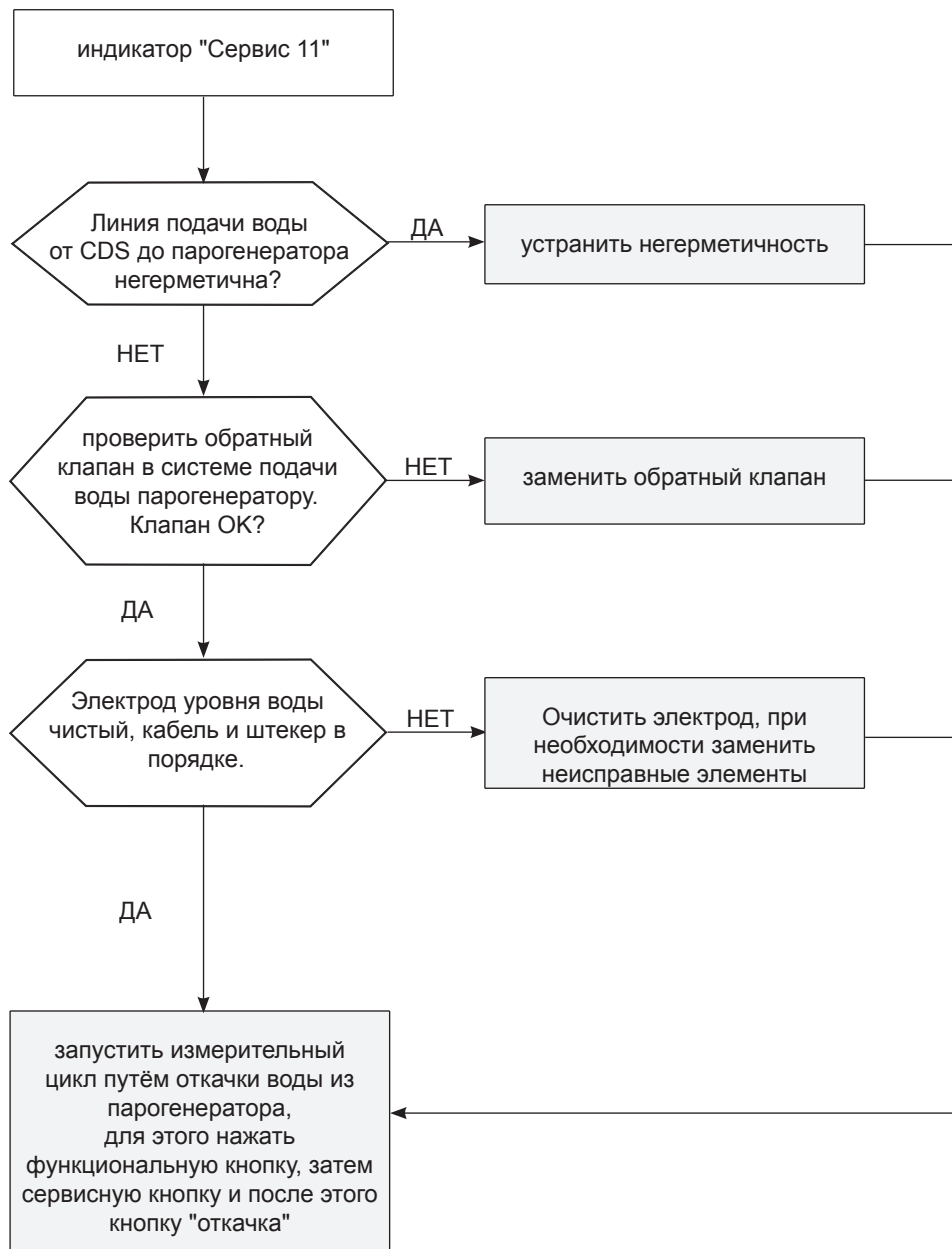 индикатор "Сервис 11"
Линия подачи воды
от CDS до парогенератора
негерметична?
ДА
устранить негерметичность
НЕТ
проверить обратный
клапан в системе подачи
воды парогенератору.
Клапан ОК?
НЕТ
заменить обратный клапан
ДА
Электрод уровня воды
чистый, кабель и штекер в
порядке.
НЕТ
Очистить электрод, при
необходимости заменить
неисправные элементы
ДА
запустить измерительный
цикл путём откачки воды из
парогенератора,
для этого нажать
функциональную кнопку, затем
сервисную кнопку и после этого
кнопку "откачка"